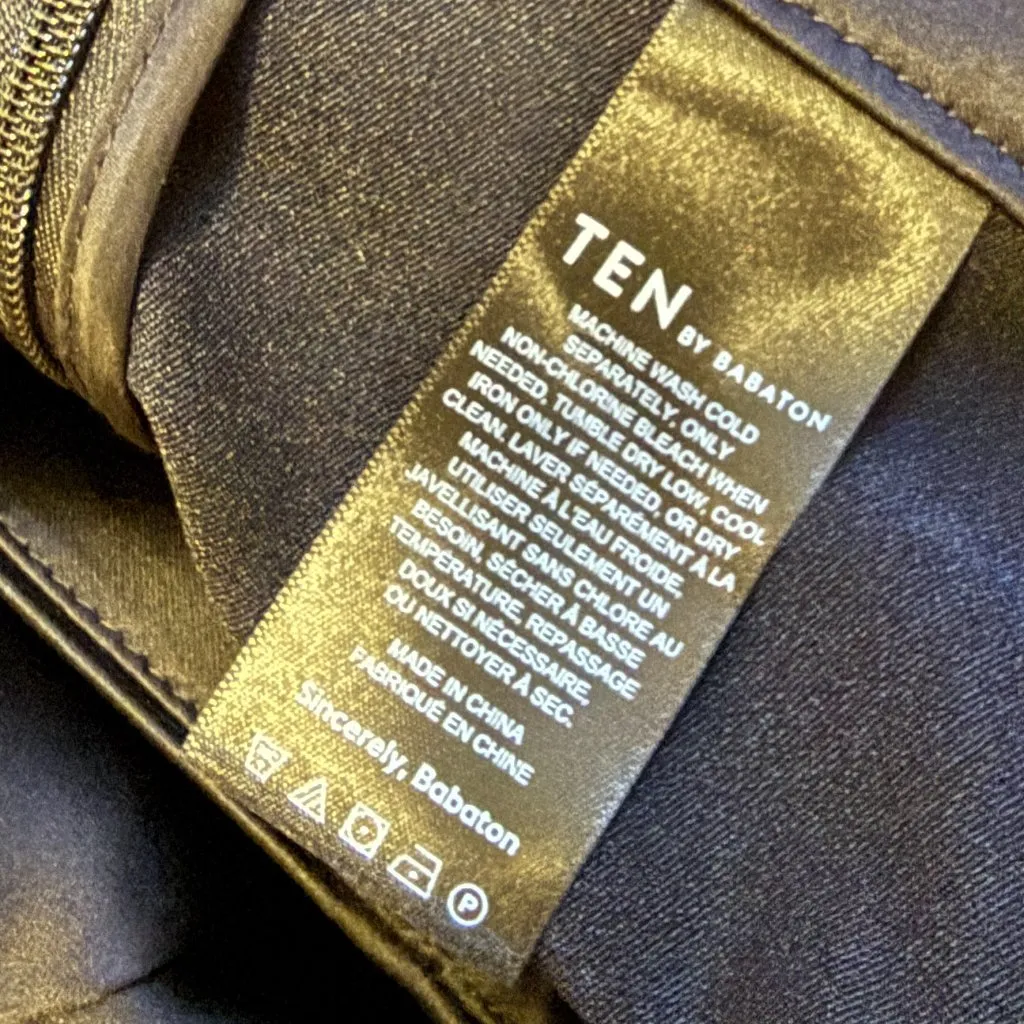 TEN BY BABATON
MACHINE WASH COLD
SEPARATELY, ONLY
NON-CHLORINE BLEACH WHEN
NEEDED, TUMBLE DRY LOW, COOL
IRON ONLY IF NEEDED, OR DRY
CLEAN. LAVER SÉPARÉMENT À LA
MACHINE À L'EAU FROIDE,
UTILISER SEULEMENT UN
JAVELLISANT SANS CHLORE AU
BESOIN, SÉCHER À BASSE
TEMPÉRATURE, REPASSAGE
DOUX SI NÉCESSAIRE,
OU NETTOYER À SEC.
MADE IN CHINA
FABRIQUÉ EN CHINE
Sincerely, Babaton
P